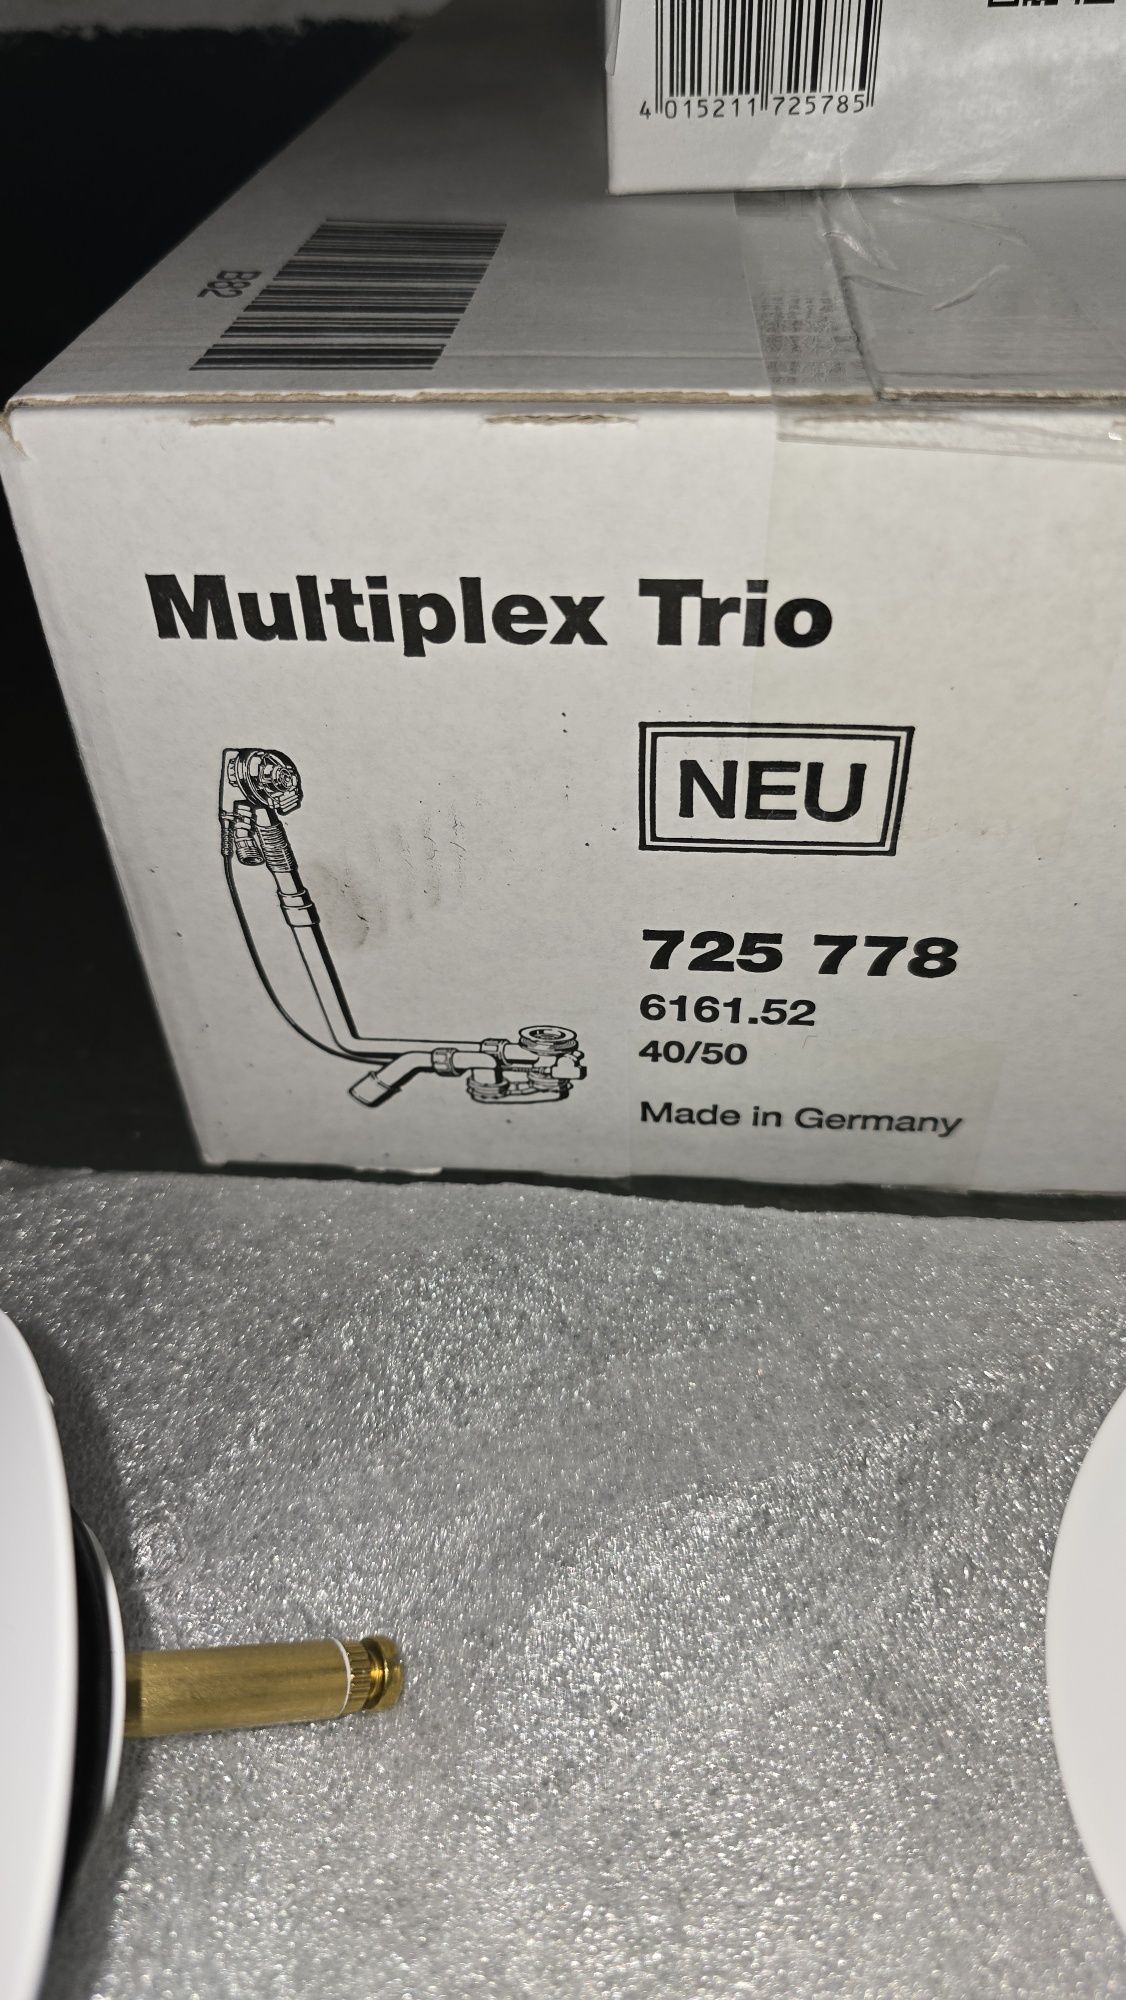 4 015211 725785
B82
Multiplex Trio
NEU
725 778
6161.52
40/50
Made in Germany